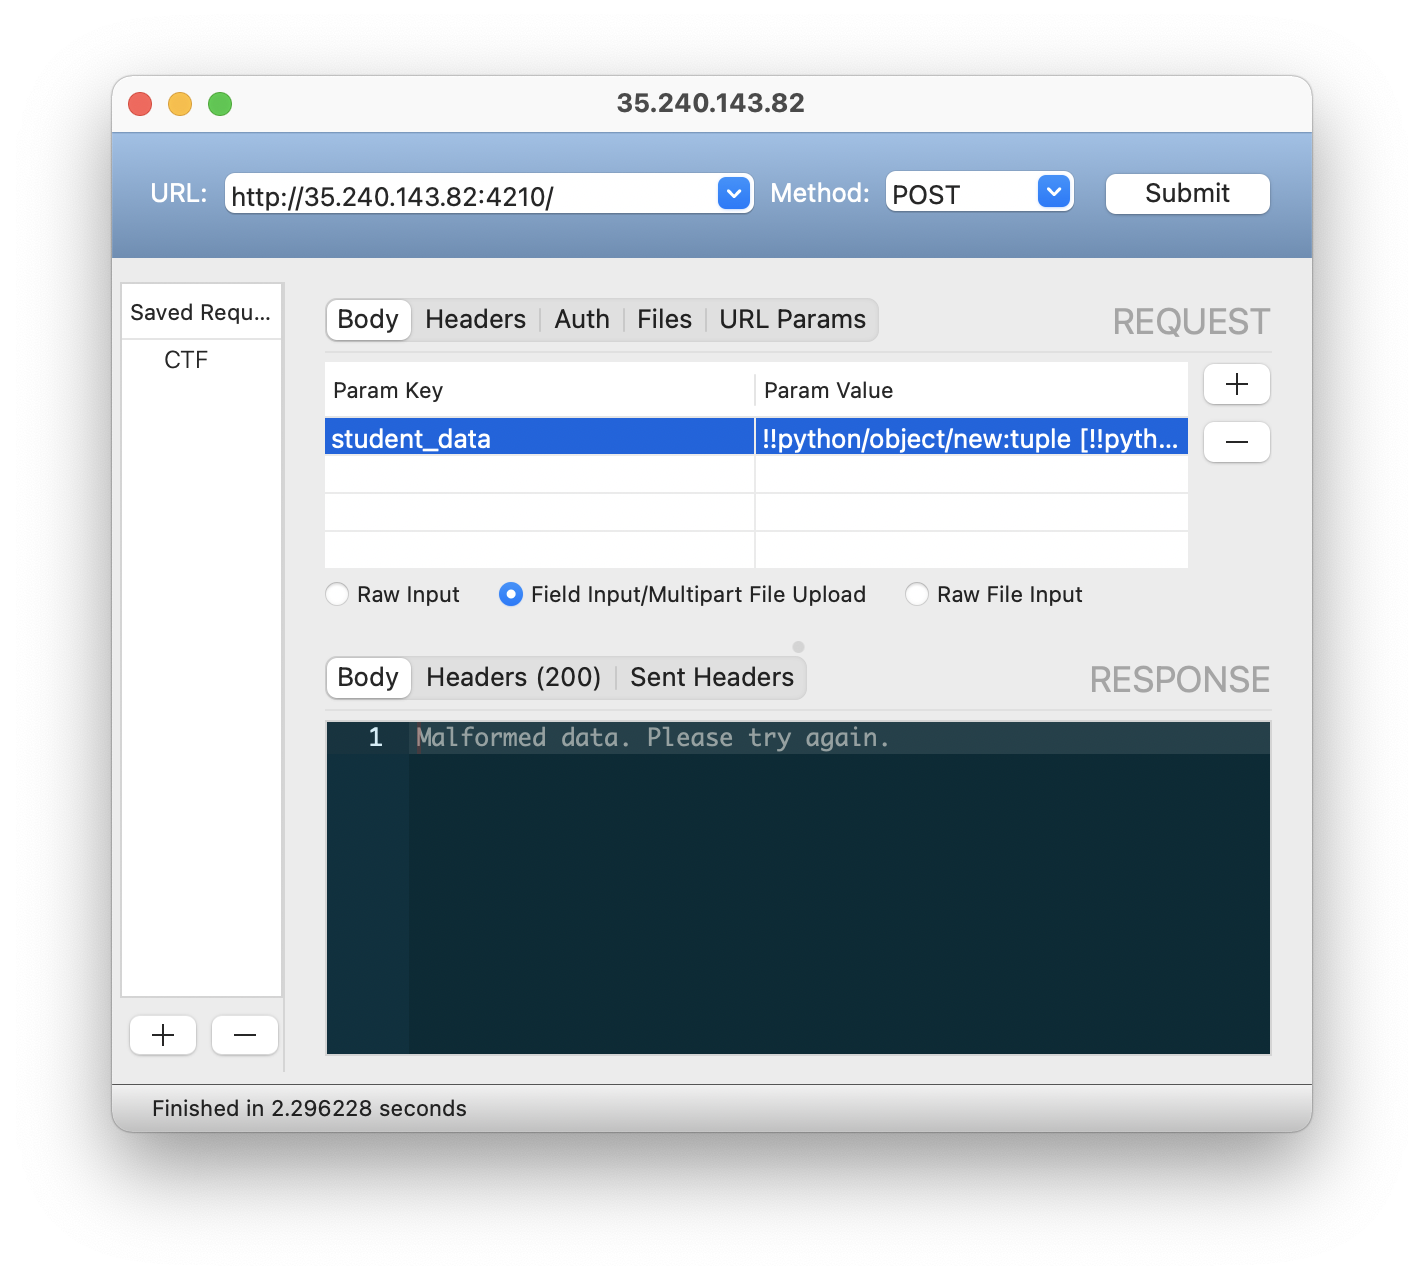 35.240.143.82
URL: http://35.240.143.82:4210/ Method: POST Submit
Saved Requ...
CTF
Body Headers Auth Files URL Params REQUEST
Param Key Param Value
student_data !!python/object/new:tuple [!!pyth...
Raw Input Field Input/Multipart File Upload Raw File Input
Body Headers (200) Sent Headers RESPONSE
1 Malformed data. Please try again.
Finished in 2.296228 seconds